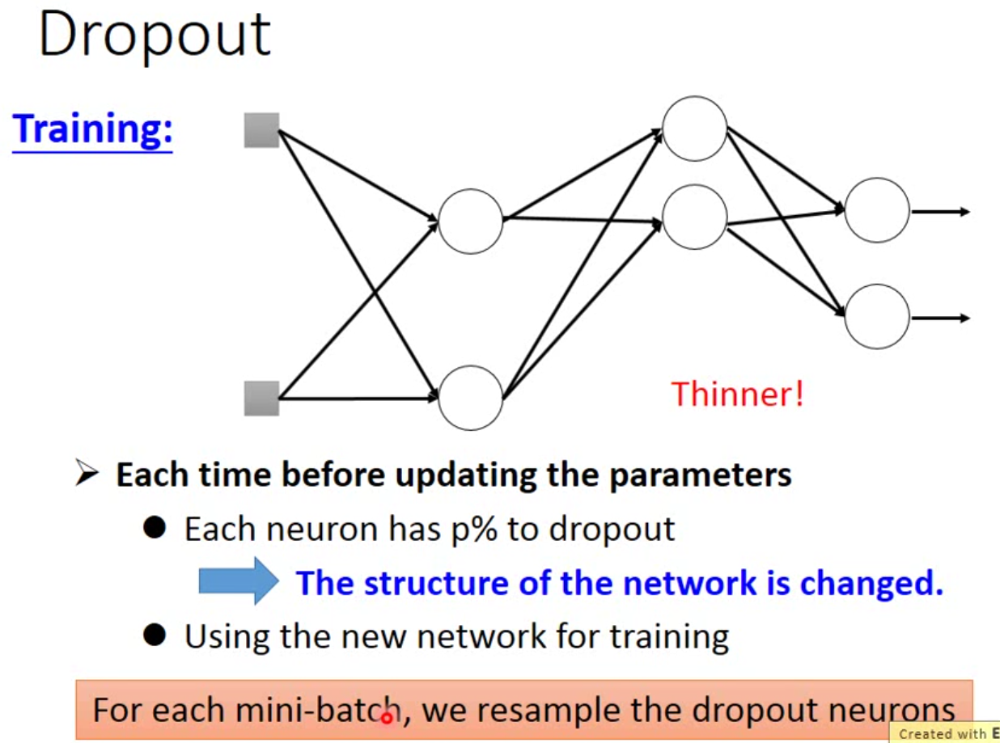 Dropout
Training:
Thinner!
➢ Each time before updating the parameters
● Each neuron has p% to dropout
The structure of the network is changed.
● Using the new network for training
For each mini-batch, we resample the dropout neurons
Created with E